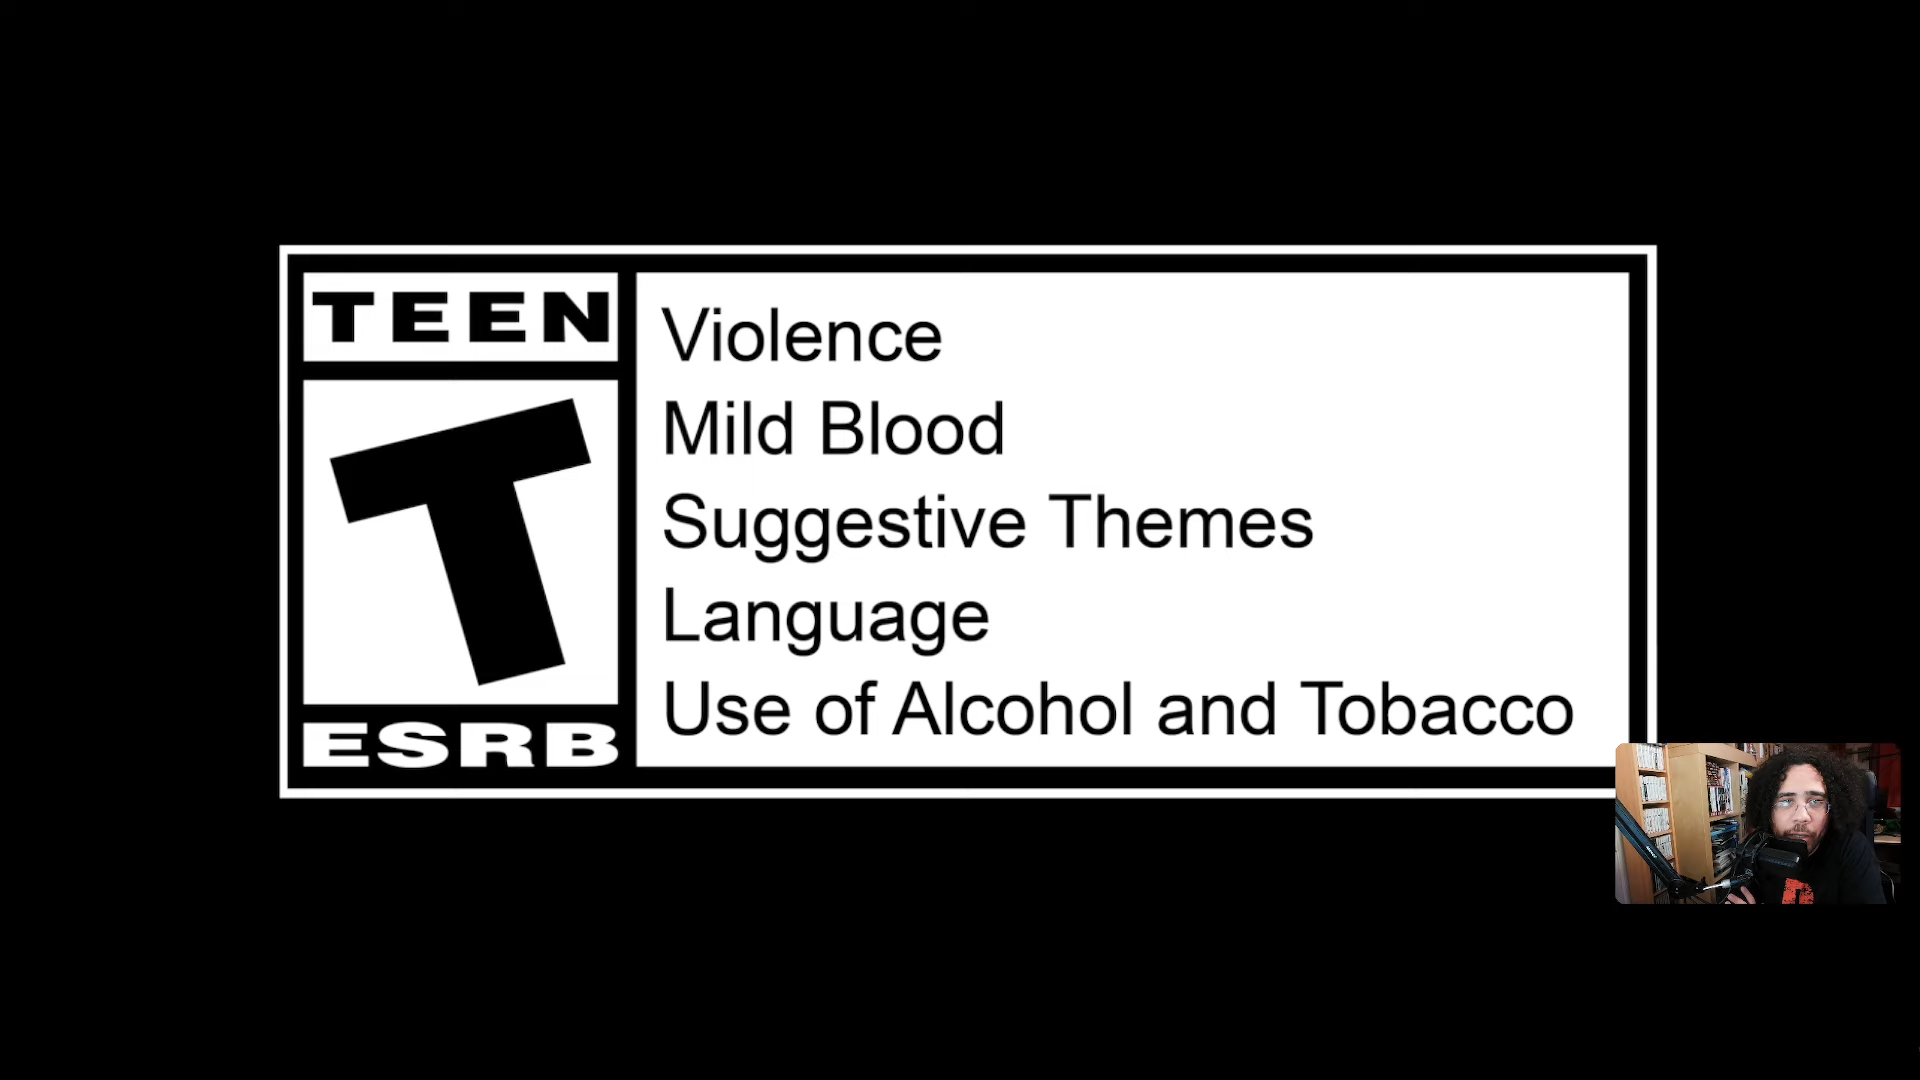 TEEN
T
ESRB
Violence
Mild Blood
Suggestive Themes
Language
Use of Alcohol and Tobacco